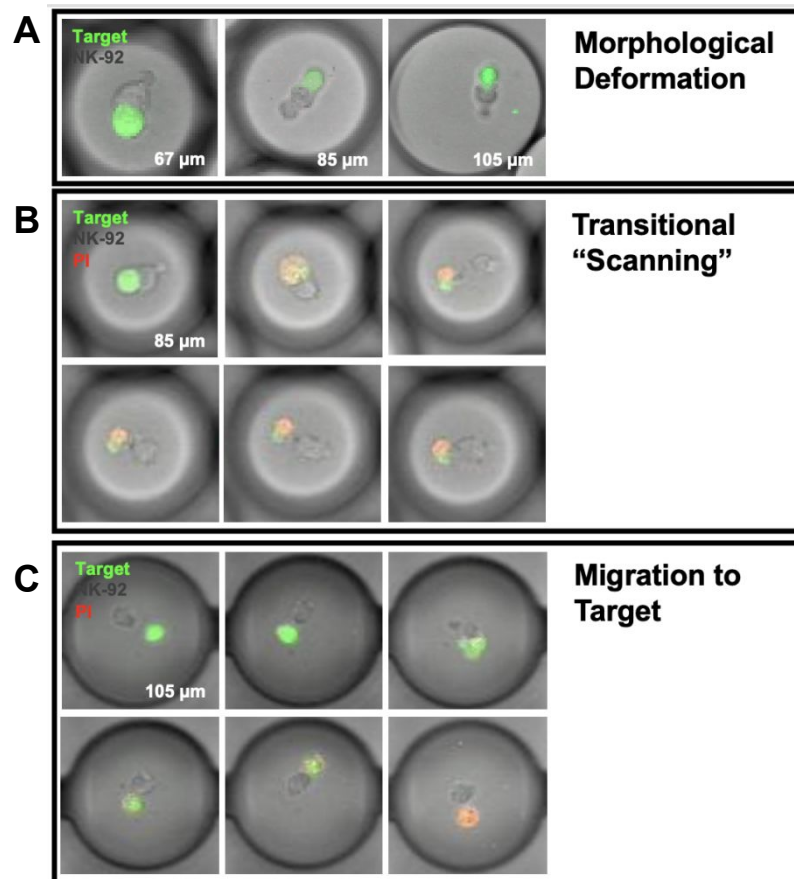 A
Target
NK-92
67 µm
85 µm
105 µm
Morphological
Deformation
B
Target
NK-92
PI
85 µm
Transitional
“Scanning”
C
Target
NK-92
PI
105 µm
Migration to
Target